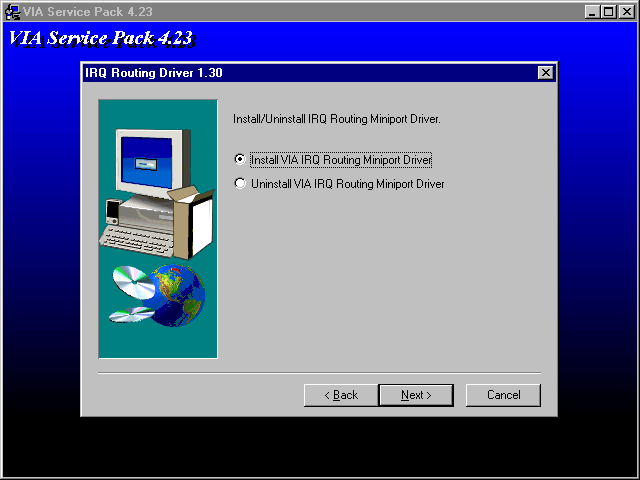 VIA Service Pack 4.23
VIA Service Pack 4.23
IRQ Routing Driver 1.30
Install/Uninstall IRQ Routing Miniport Driver.
Install VIA IRQ Routing Miniport Driver
Uninstall VIA IRQ Routing Miniport Driver
< Back
Next >
Cancel